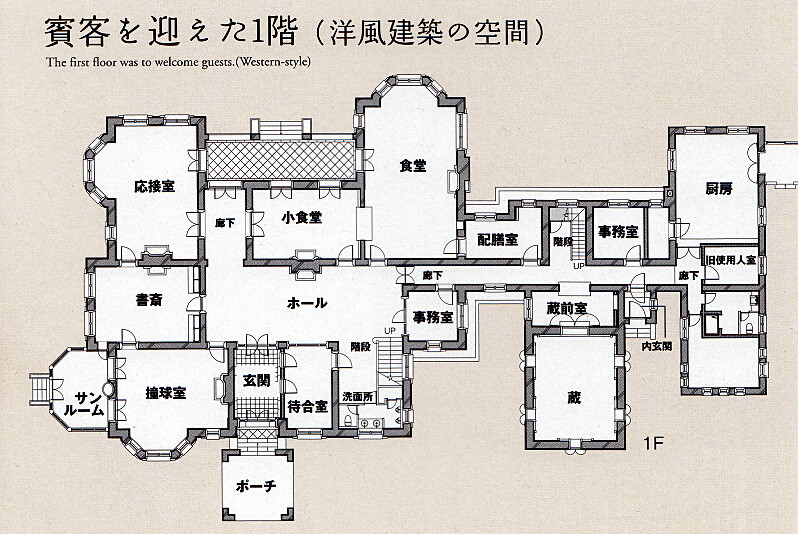 賓客を迎えた1階（洋風建築の空間）
The first floor was to welcome guests.(Western-style)
応接室
廊下
小食堂
食堂
配膳室
階段
UP
事務室
厨房
書斎
ホール
廊下
事務室
蔵前室
内玄関
廊下
旧使用人室
サン
ルーム
撞球室
玄関
待合室
階段
UP
洗面所
蔵
ポーチ
1F